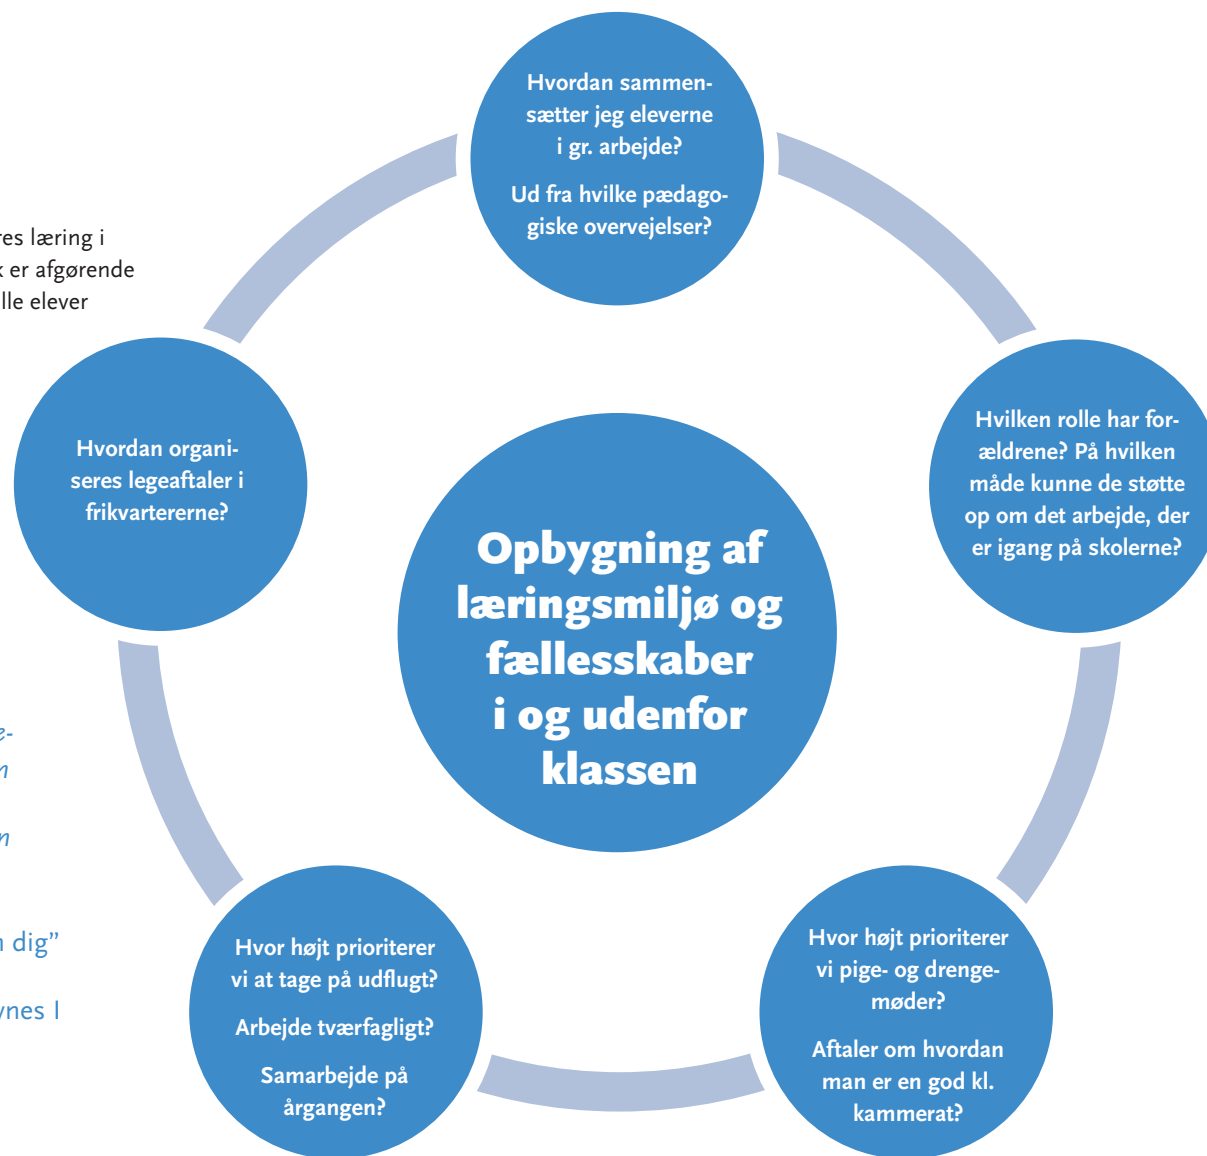 Hvordan sammen-
sætter jeg eleverne
i gr. arbejde?
Ud fra hvilke pædago-
giske overvejelser?
res læring i
k er afgørende
lle elever
Hvordan organi-
seres legeaftaler i
frikvartererne?
Hvilken rolle har for-
ældrene? På hvilken
måde kunne de støtte
op om det arbejde, der
er igang på skolerne?
Opbygning af
læringsmiljø og
fællesskaber
i og udenfor
klassen
e-
n
n
n dig”
ynes I
Hvor højt prioriterer
vi at tage på udflugt?
Arbejde tværfagligt?
Samarbejde på
årgangen?
Hvor højt prioriterer
vi pige- og drenge-
møder?
Aftaler om hvordan
man er en god kl.
kammerat?